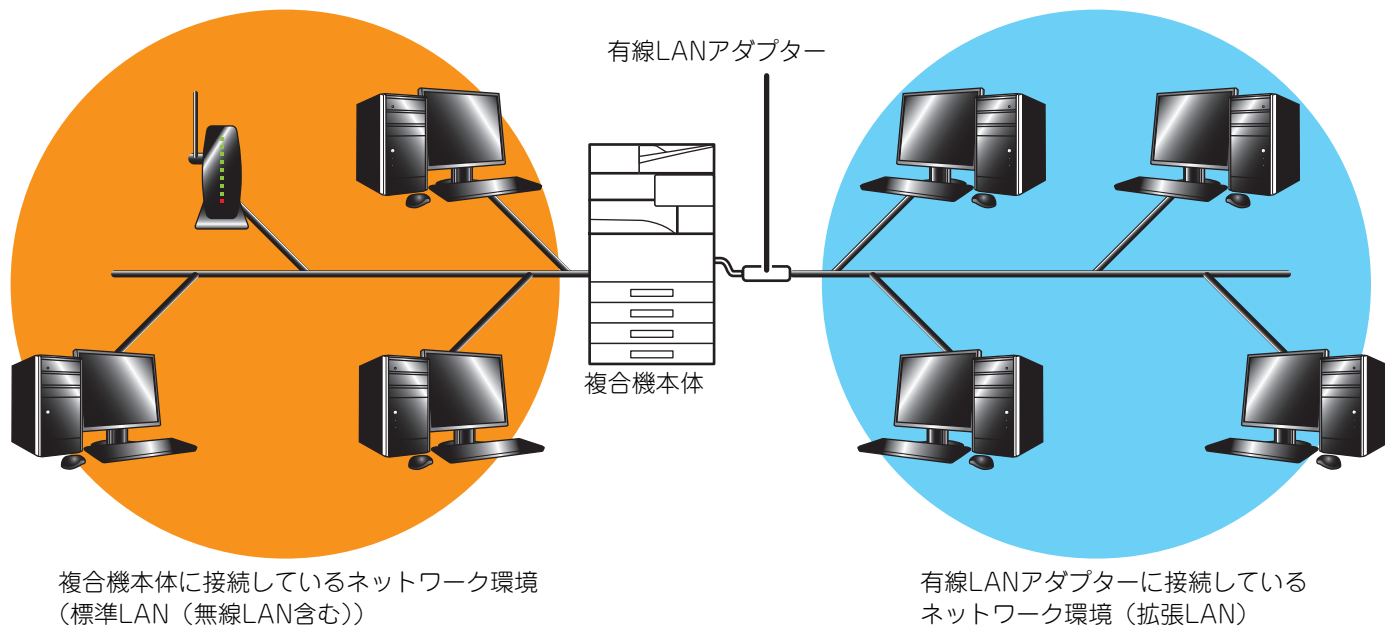 有線LANアダプター
複合機本体
複合機本体に接続しているネットワーク環境
（標準LAN（無線LAN含む））
有線LANアダプターに接続している
ネットワーク環境（拡張LAN）